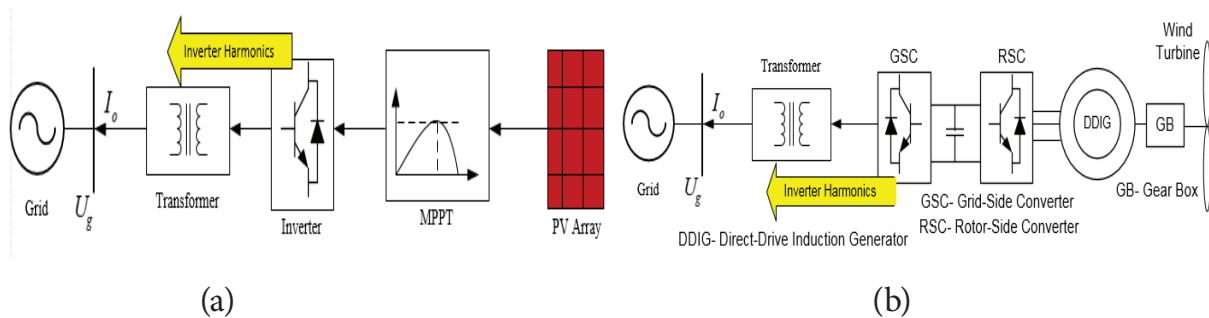 Inverter Harmonics
I_o
U_g
Grid
Transformer
Inverter
MPPT
PV Array
(a)
Wind
Turbine
GSC
RSC
Transformer
I_o
DDIG
GB
Grid
U_g
Inverter Harmonics
GB- Gear Box
GSC- Grid-Side Converter
RSC- Rotor-Side Converter
DDIG- Direct-Drive Induction Generator
(b)